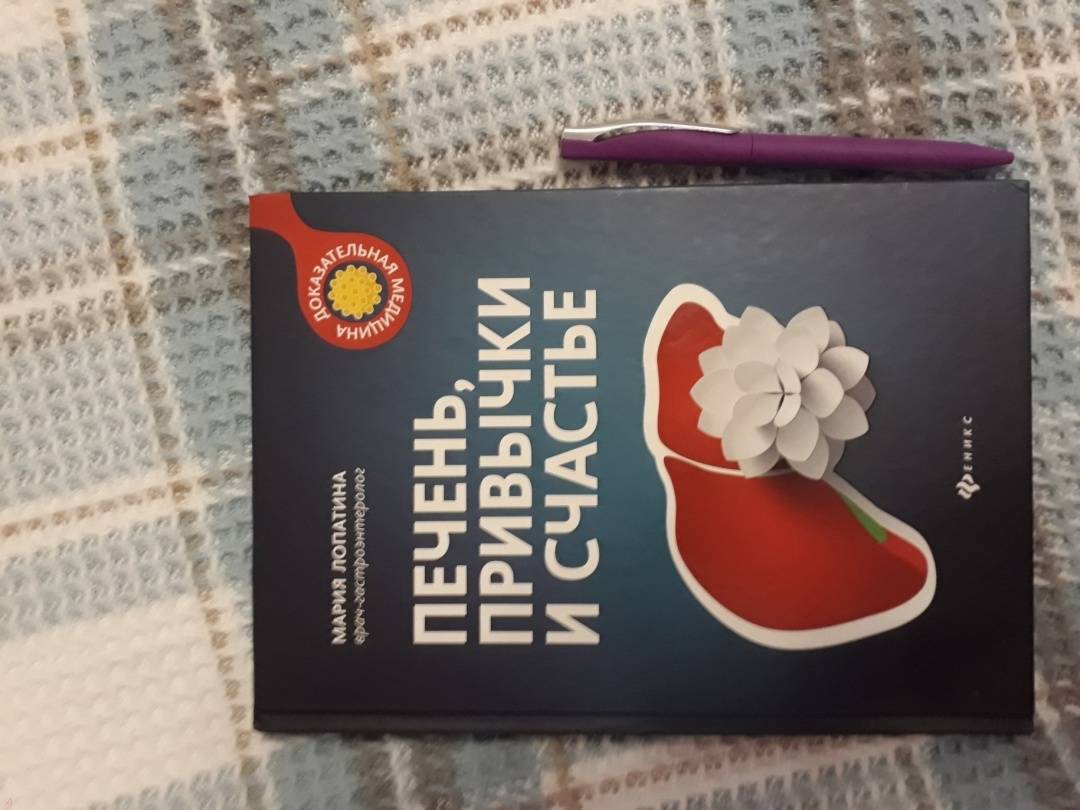 ДОКАЗАТЕЛЬНАЯ МЕДИЦИНА
МАРИЯ ЛОПАТИНА
врач-гастроэнтеролог
ПЕЧЕНЬ,
ПРИВЫЧКИ
И СЧАСТЬЕ
ФЕНИКС